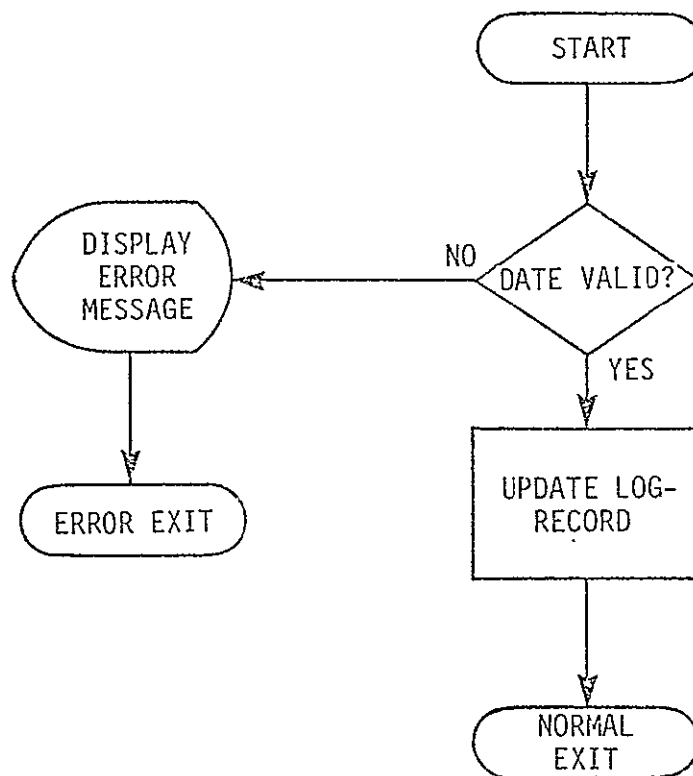 START
DATE VALID?
NO
DISPLAY
ERROR
MESSAGE
ERROR EXIT
YES
UPDATE LOG-
RECORD
NORMAL
EXIT